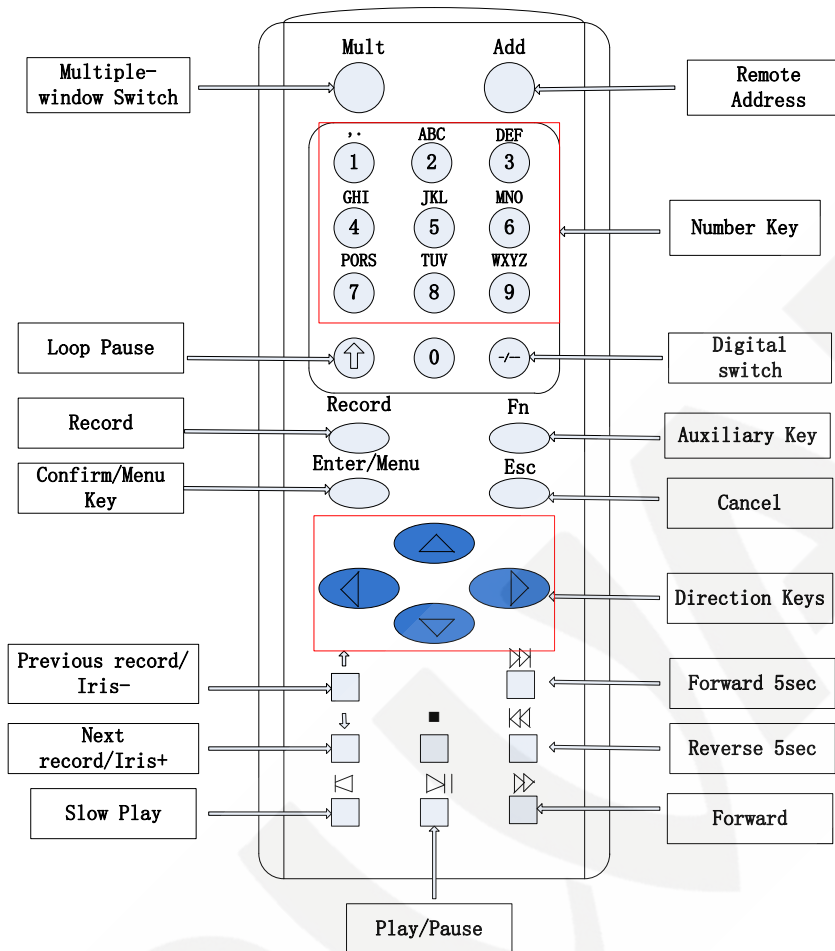 Mult
Add
Multiple-
window Switch
Remote
Address
,.
ABC
DEF
1
2
3
GHI
JKL
MNO
4
5
6
Number Key
PORS
TUV
WXYZ
7
8
9
Loop Pause
0
-/--
Digital
switch
Record
Record
Fn
Auxiliary Key
Confirm/Menu
Key
Enter/Menu
Esc
Cancel
Direction Keys
Previous record/
Iris-
Forward 5sec
Next
record/Iris+
Reverse 5sec
Slow Play
Forward
Play/Pause